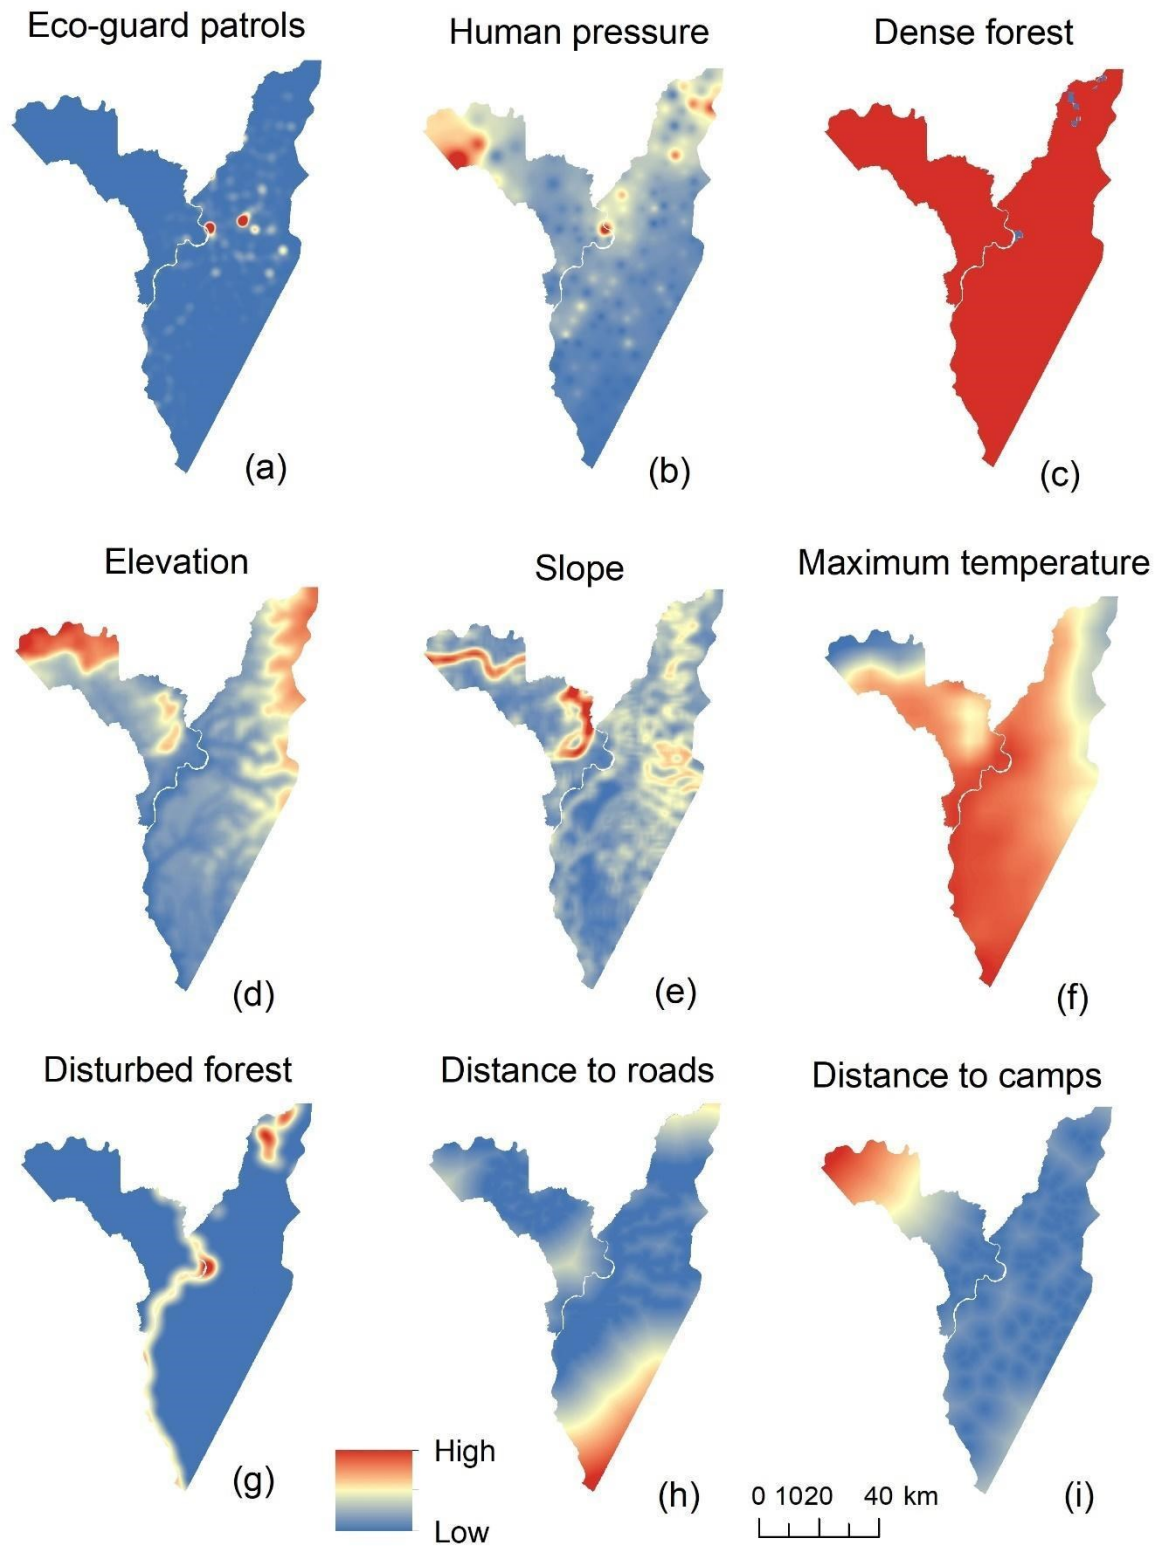 Eco-guard patrols
Human pressure
Dense forest
(a)
(b)
(c)
Elevation
Slope
Maximum temperature
(d)
(e)
(f)
Disturbed forest
Distance to roads
Distance to camps
High
Low
(g)
(h)
0 1020 40 km
(i)